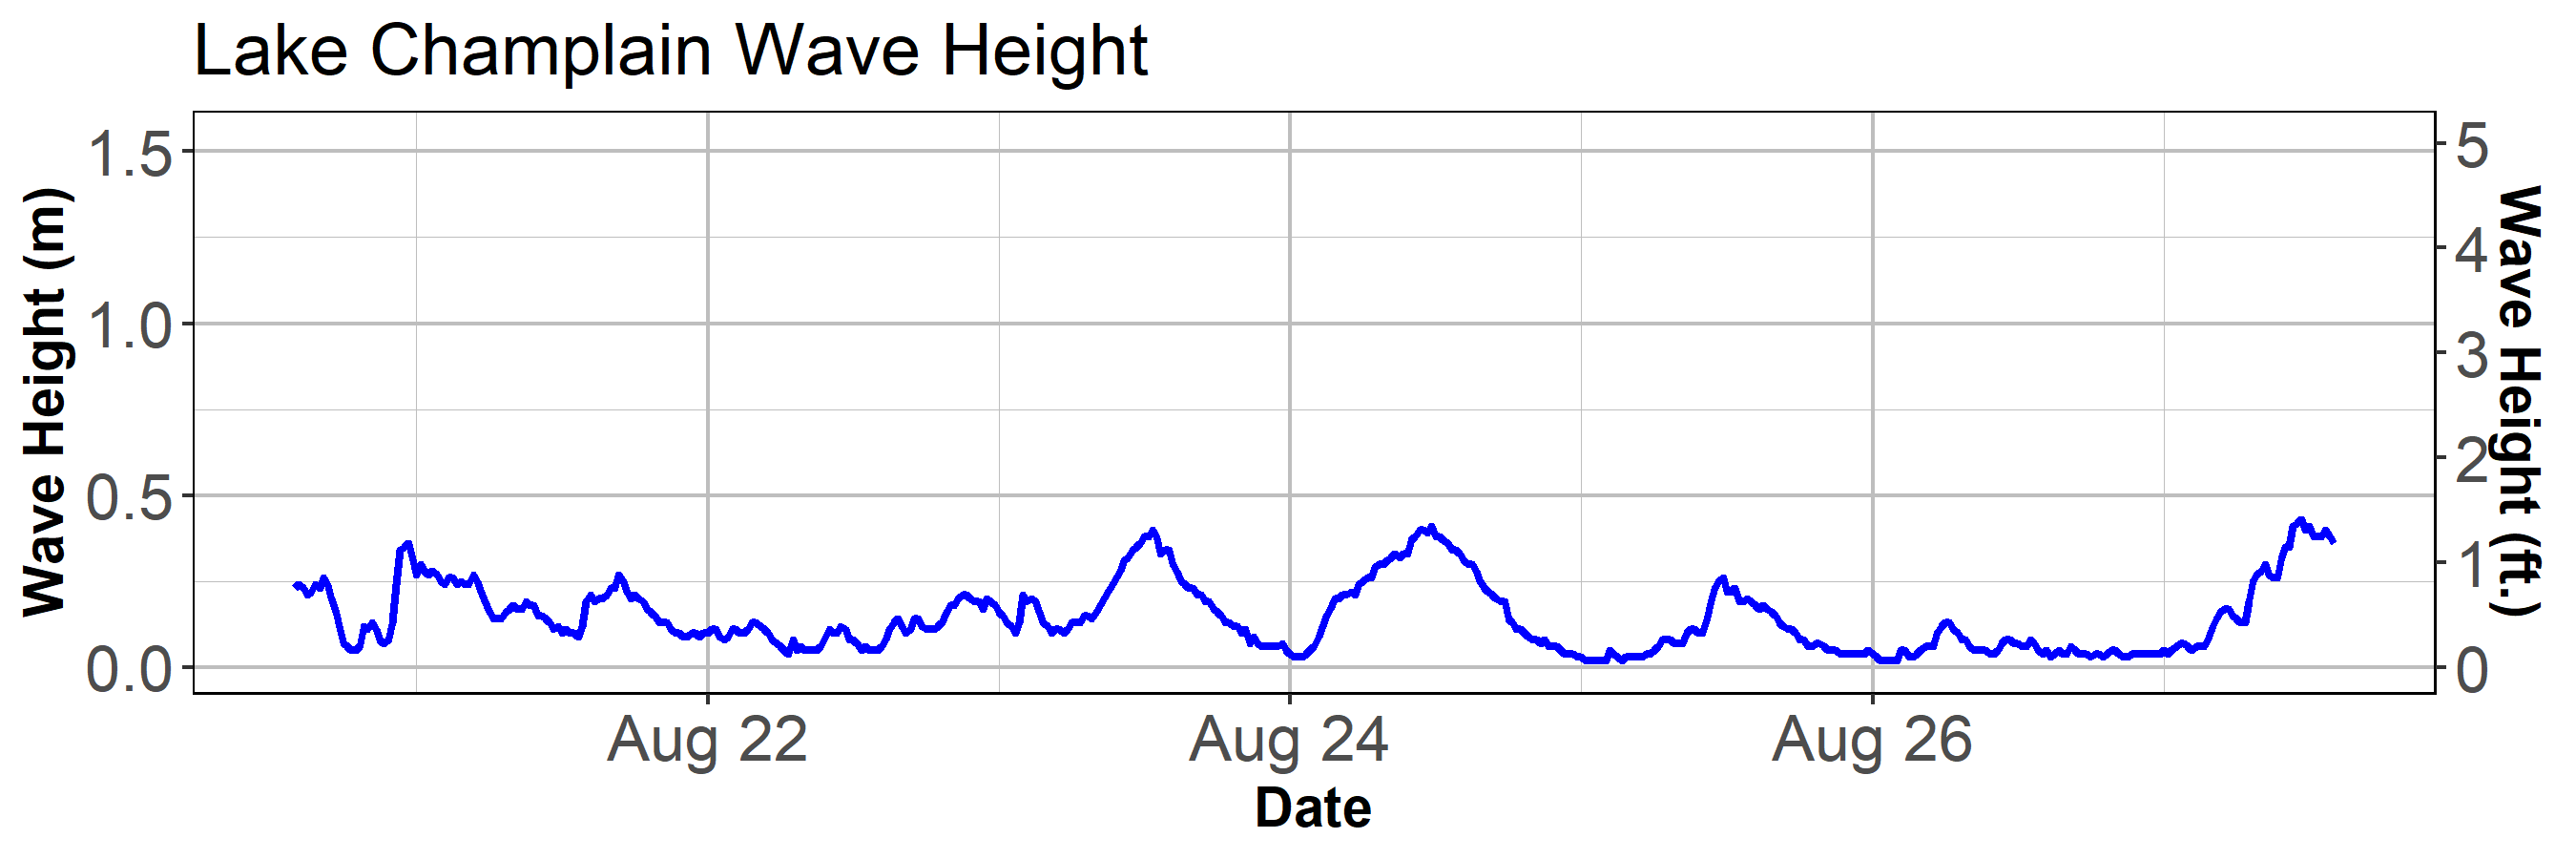 Lake Champlain Wave Height
Wave Height (m)
1.5
1.0
0.5
0.0
5
4
3
2
1
0
Wave Height (ft.)
Aug 22
Aug 24
Aug 26
Date